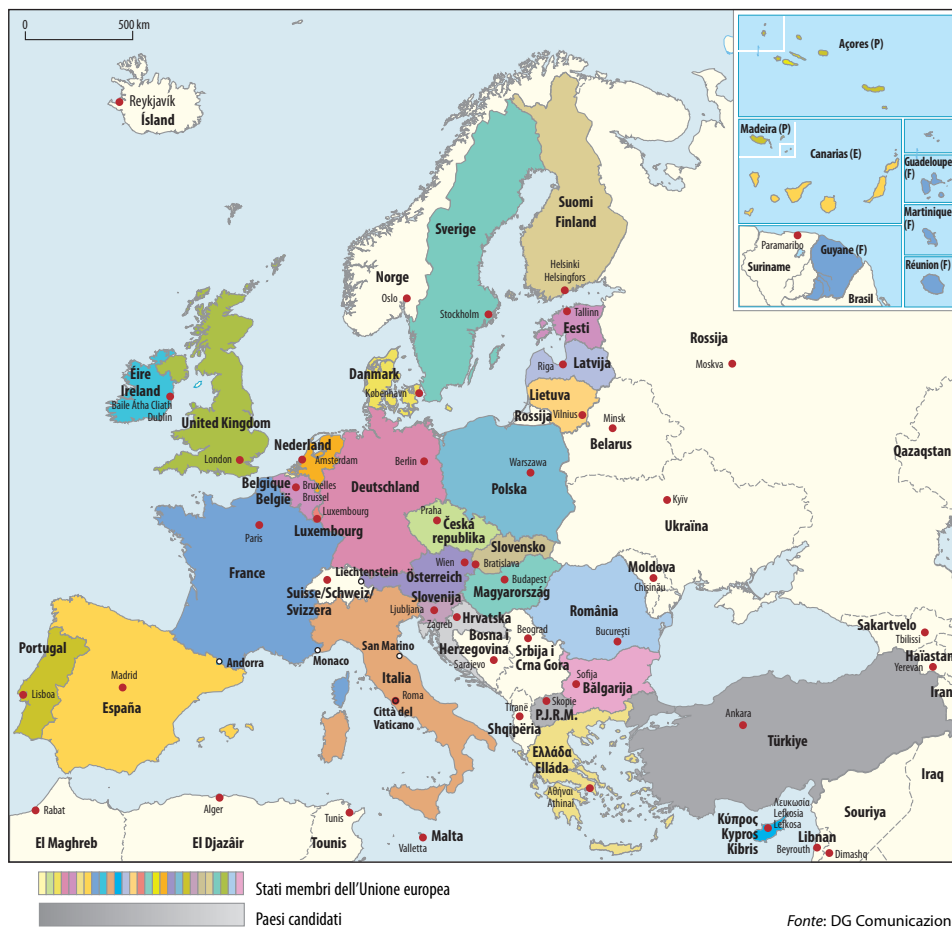 0 500 km
Reykjavík
Ísland
Açores (P)
Madeira (P)
Canarias (E)
Guadeloupe
(F)
Martinique
(F)
Paramaribo
Guyane (F)
Suriname
Brasil
Réunion (F)
Suomi
Finland
Sverige
Norge
Helsinki
Helsingfors
Oslo
Stockholm
Tallinn
Eesti
Rossija
Moskva
Riga
Latvija
Éire
Ireland
Baile Átha Cliath
Dublin
Danmark
København
Lietuva
Vilnius
Rossija
Minsk
Belarus
United Kingdom
London
Nederland
Amsterdam
Berlin
Warszawa
Qazaqstan
Belgique
België
Bruxelles
Brussel
Deutschland
Polska
Kyïv
Ukraïna
Luxembourg
Luxembourg
Praha
Česká
republika
Paris
France
Slovensko
Bratislava
Wien
Österreich
Liechtenstein
Suisse/Schweiz/
Svizzera
Budapest
Magyarország
Moldova
Chisinău
Slovenija
Ljubljana
Zagreb
Hrvatska
România
Bosna i
Herzegovina
Sarajevo
Beograd
Srbija i
Crna Gora
București
Sakartvelo
Tbilissi
Haïastan
Yerevan
Iran
Portugal
Lisboa
Madrid
España
Andorra
Monaco
San Marino
Italia
Roma
Città del
Vaticano
Sofija
Bălgarija
Skopie
P.J.R.M.
Tiranë
Shqipëria
Ankara
Türkiye
Ελλάδα
Elláda
Αθήναι
Athinai
Iraq
Rabat
El Maghreb
Alger
El Djazâir
Tunis
Tounis
Malta
Valletta
Κύπρος
Kypros
Kibris
Λευκωσία
Lefkosia
Lefkosa
Souriya
Libnan
Beyrouth
Dimashq
Stati membri dell'Unione europea
Paesi candidati
Fonte: DG Comunicazion